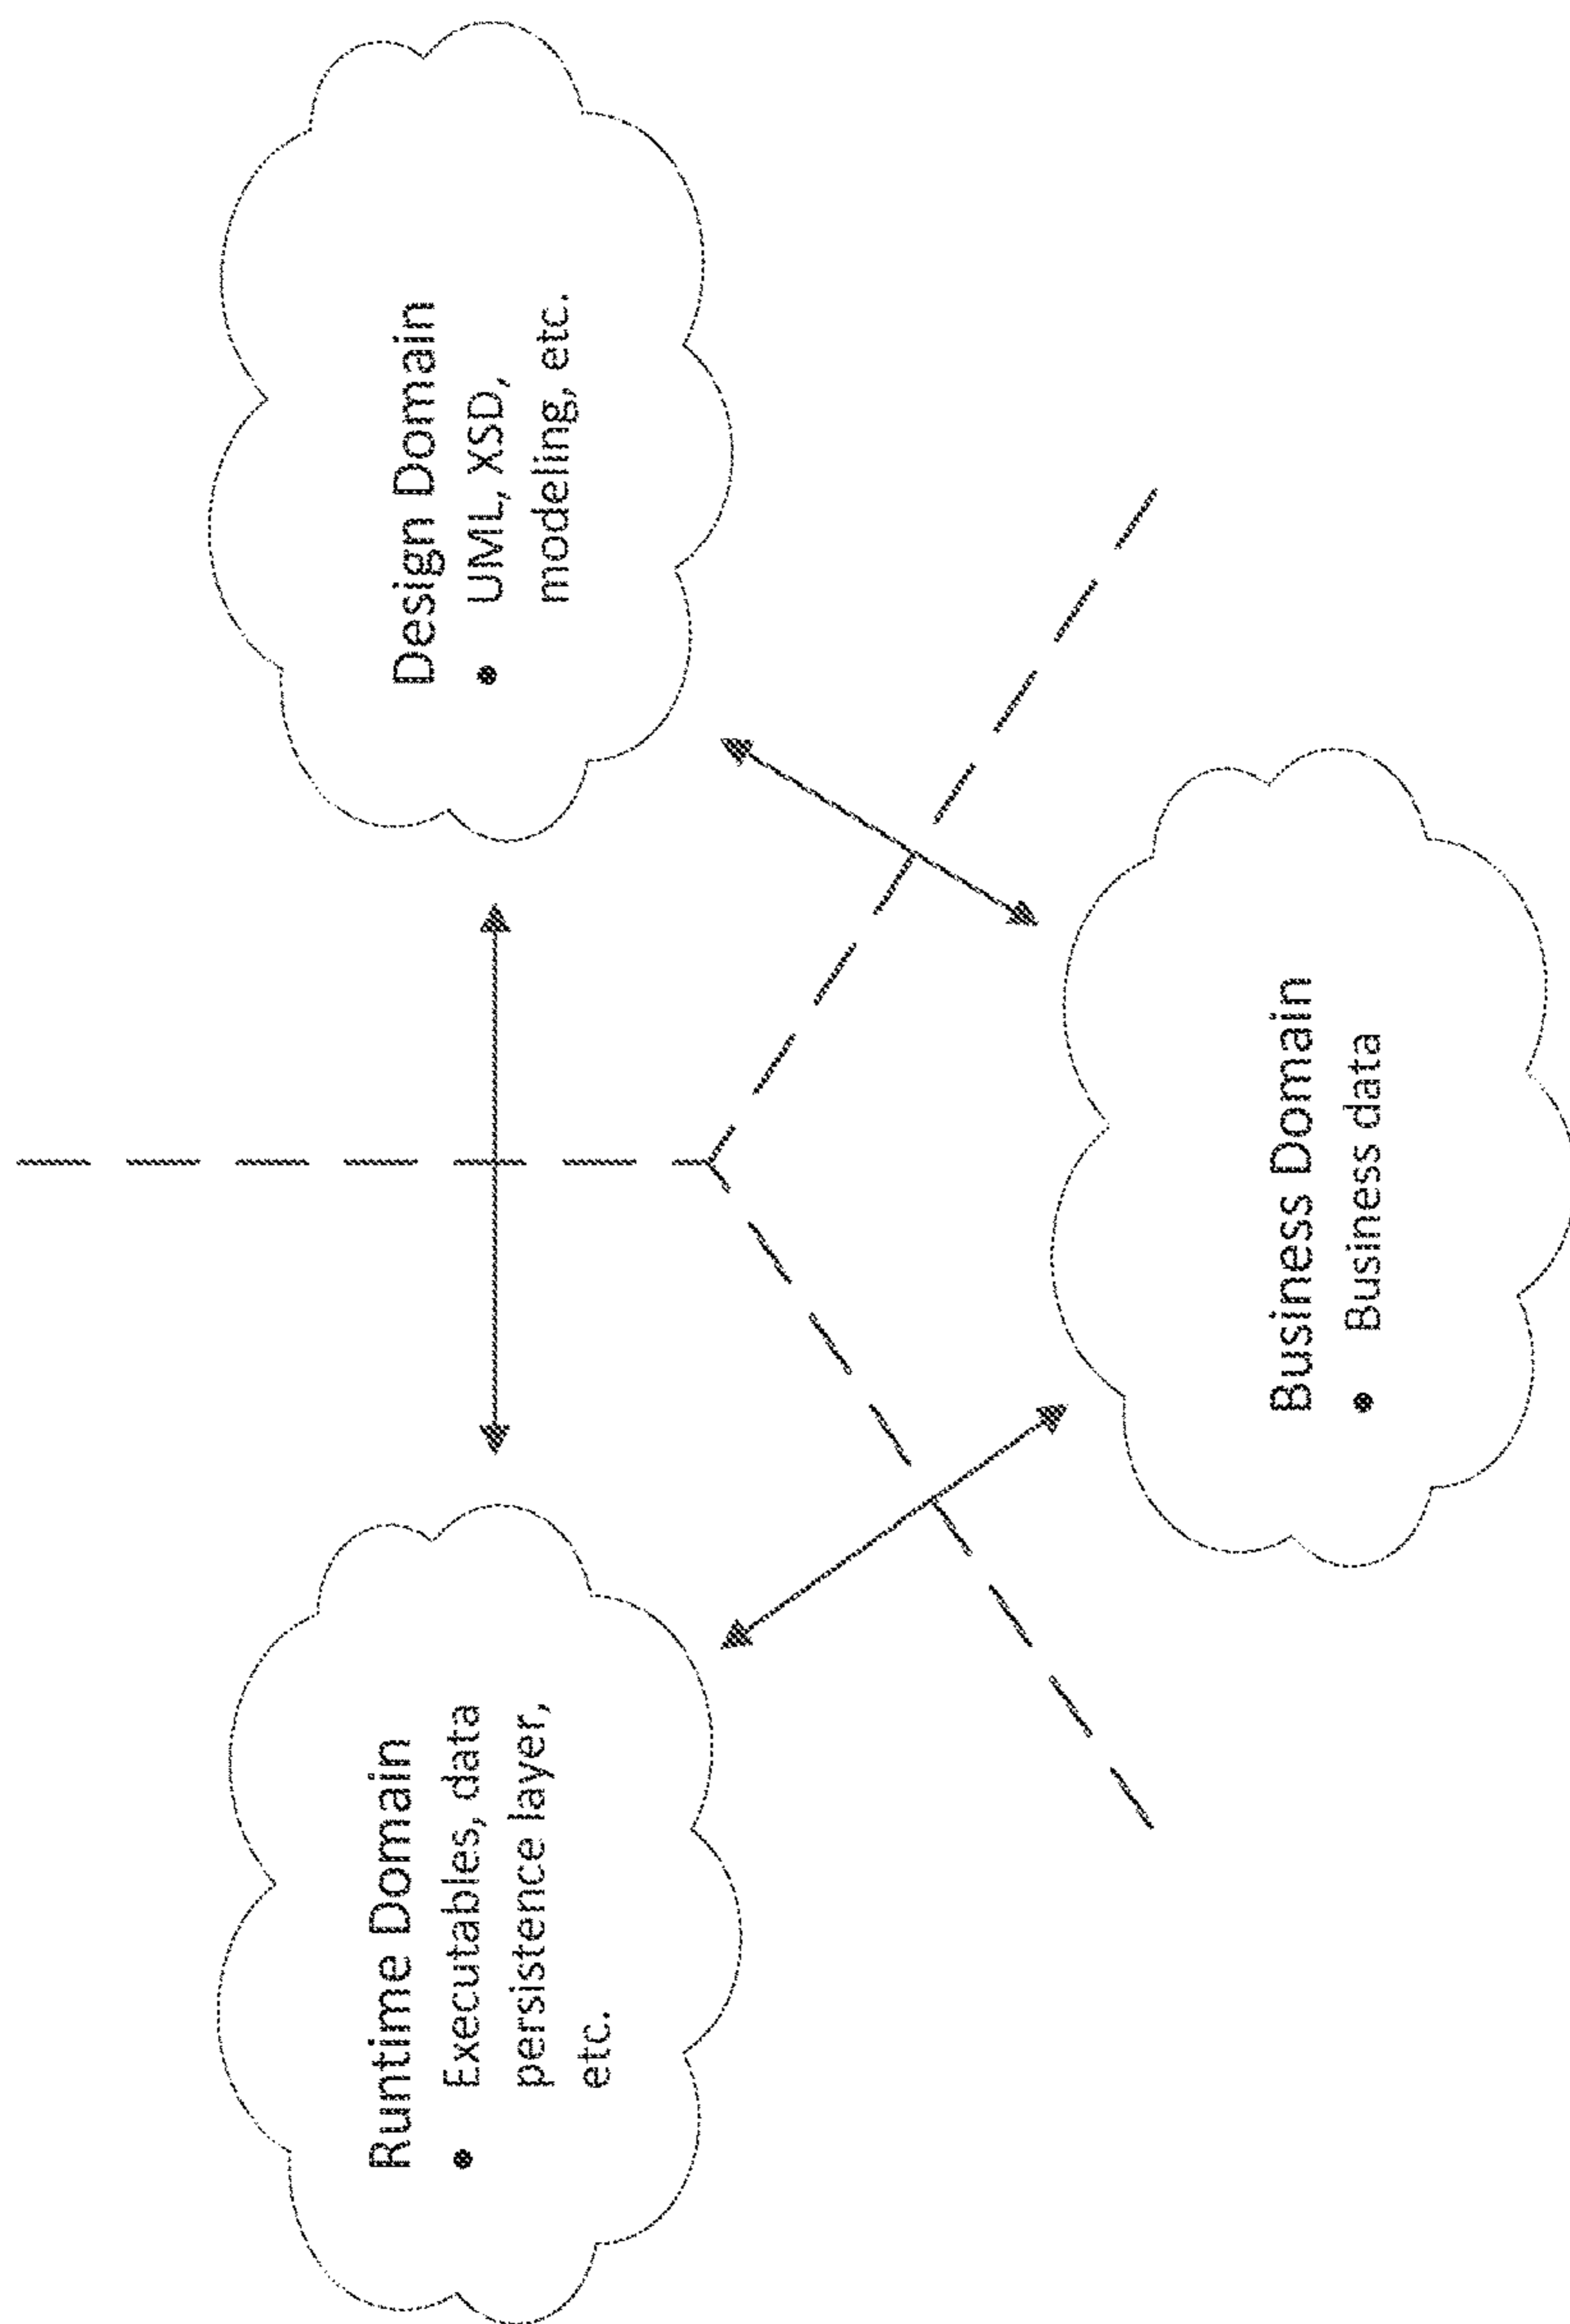 Runtime Domain
• Executables, data
persistence layer,
etc.
Design Domain
• UML, XSD,
modeling, etc.
Business Domain
• Business data